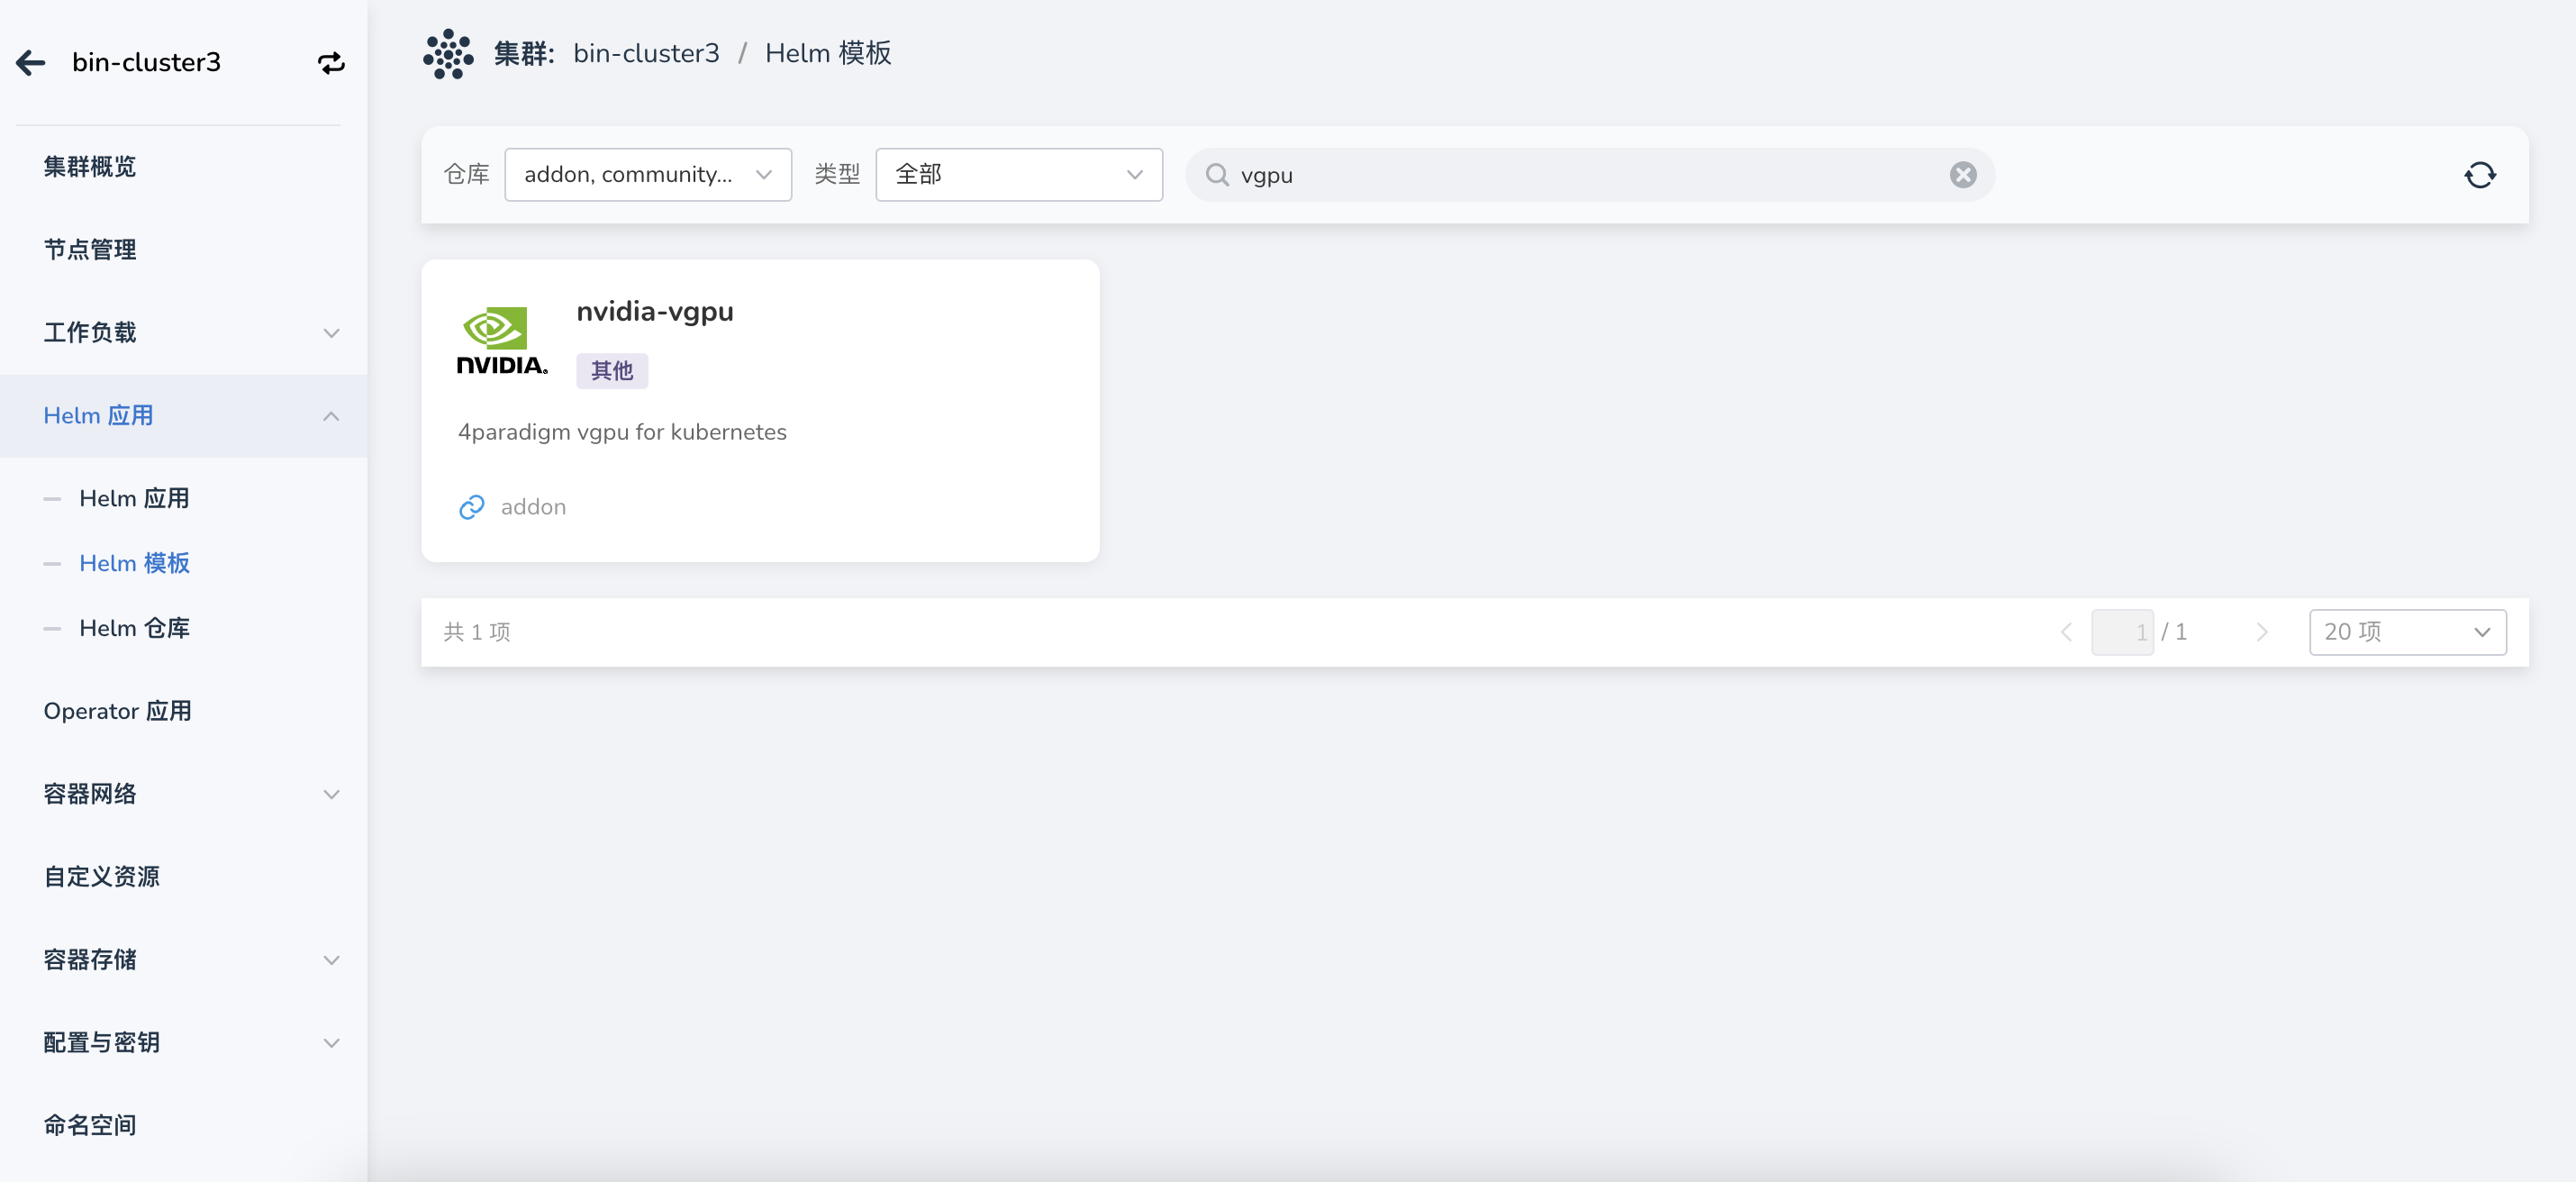 bin-cluster3
集群概览
节点管理
工作负载
Helm 应用
Helm 应用
Helm 模板
Helm 仓库
Operator 应用
容器网络
自定义资源
容器存储
配置与密钥
命名空间
集群: bin-cluster3 / Helm 模板
仓库 addon, community... 类型 全部 vgpu
nvidia-vgpu
NVIDIA.
其他
4paradigm vgpu for kubernetes
addon
共 1 项 1 / 1 20 项